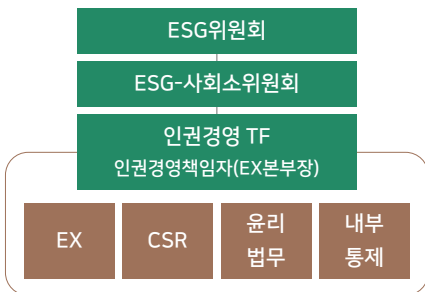 ESG위원회
ESG-사회소위원회
인권경영 TF
인권경영책임자(EX본부장)
EX
CSR
윤리
법무
내부
통제